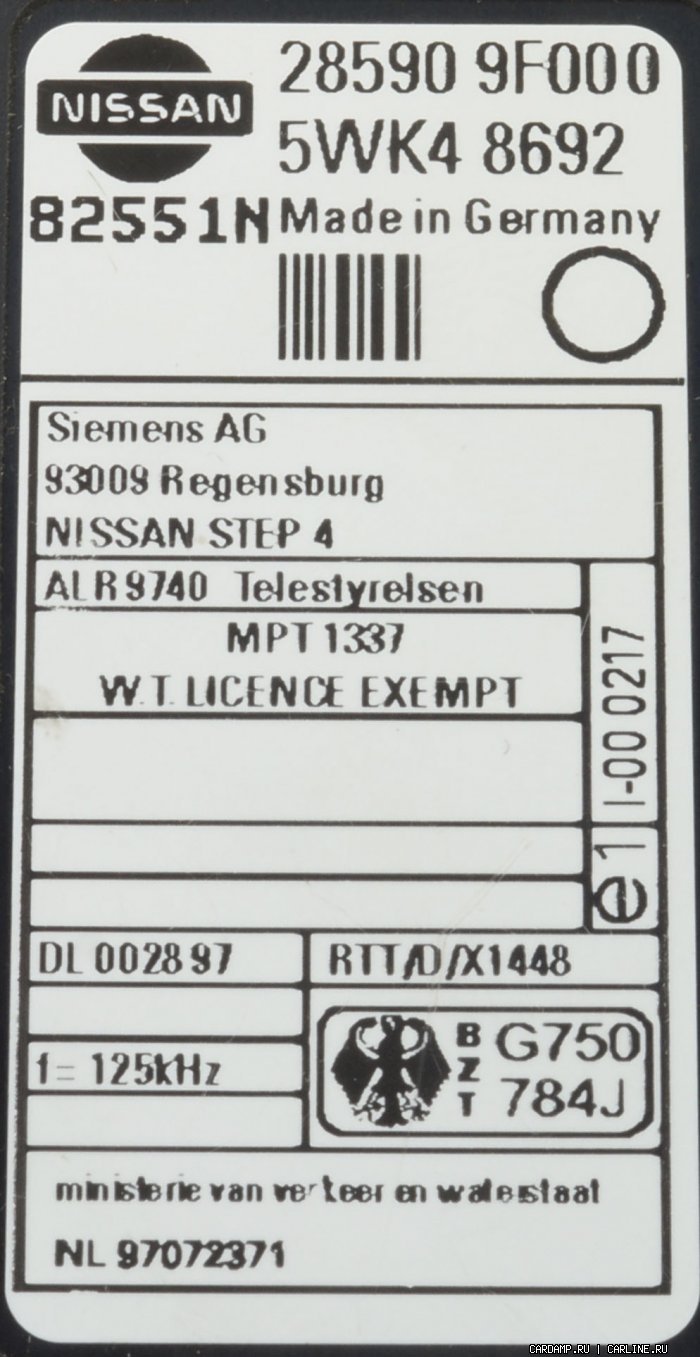 NISSAN
28590 9F000
5WK4 8692
82551N Made in Germany
Siemens AG
93009 Regensburg
NISSAN STEP 4
ALR 9740 Telestyrelsen
MPT 1337
W.T. LICENCE EXEMPT
I-00 0217
e1
DL 002897
RTT/D/X1448
f = 125kHz
BZT
G750
784J
ministerie van verkeer en waterstaat
NL 97072371
CARDAMP.RU | CARLINE.RU